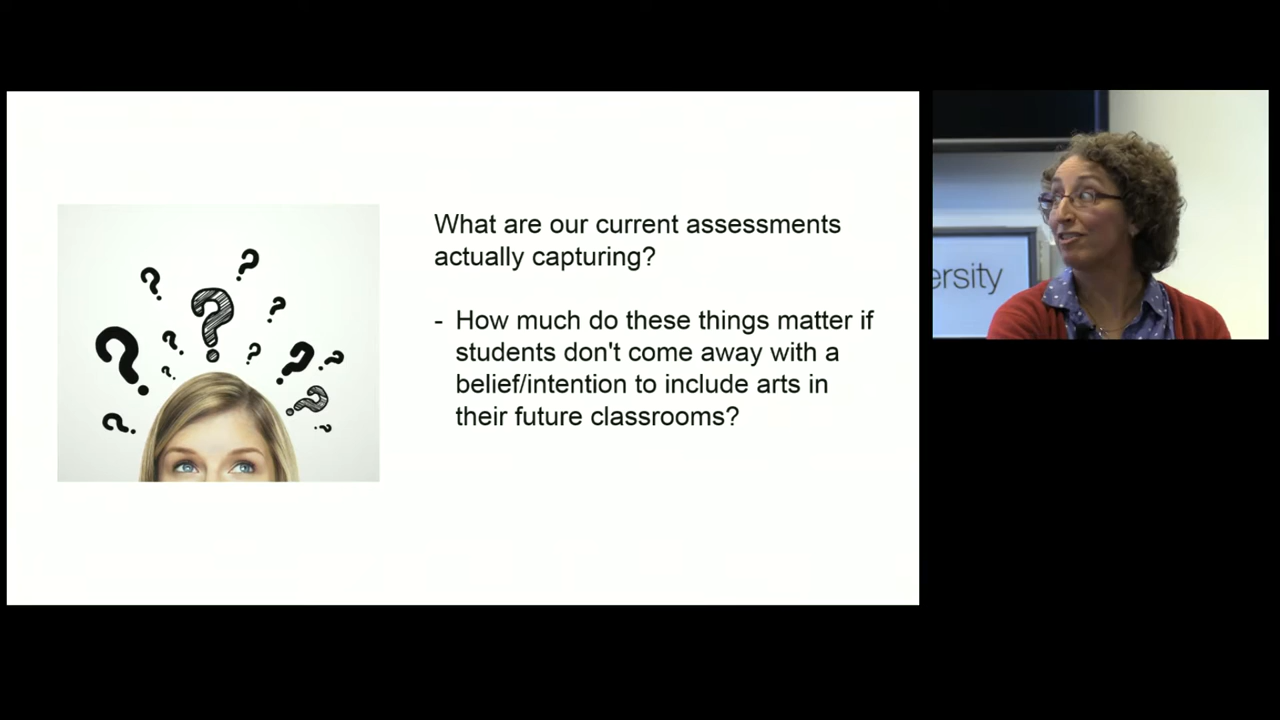 What are our current assessments
actually capturing?
- How much do these things matter if
students don't come away with a
belief/intention to include arts in
their future classrooms?
ersity